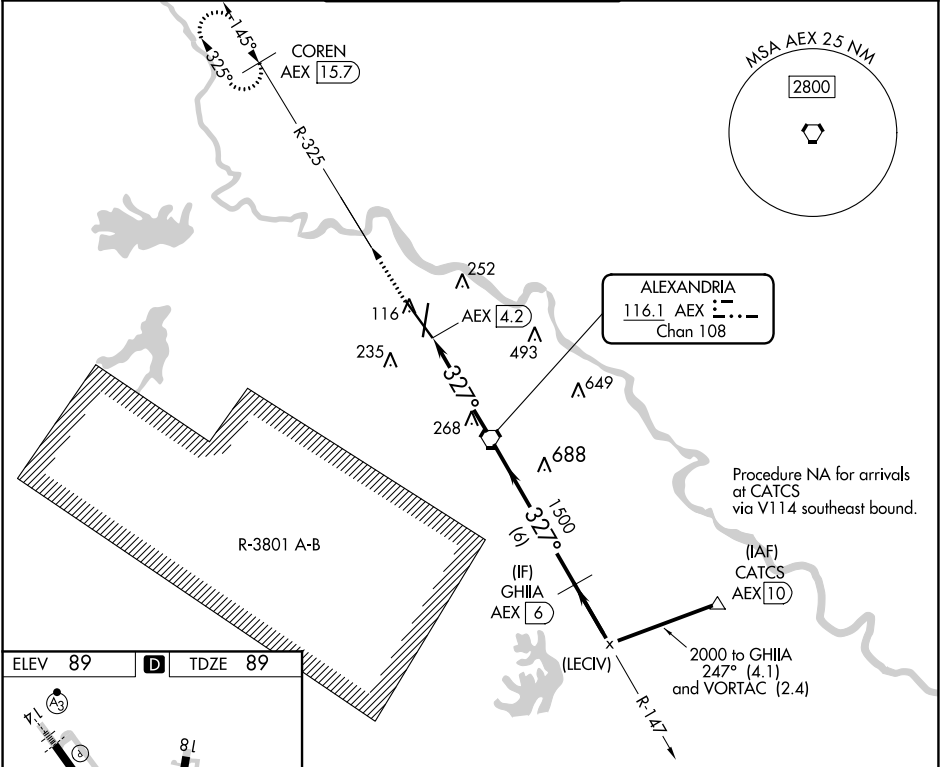 145°
325°
COREN
AEX 15.7
R-325
MSA AEX 25 NM
2800
252
116
AEX 4.2
ALEXANDRIA
116.1 AEX
Chan 108
493
235
327°
649
268
688
Procedure NA for arrivals
at CATCS
via V114 southeast bound.
1500
327°
(6)
R-3801 A-B
(IF)
GHIIA
AEX 6
(IAF)
CATCS
AEX 10
(LECIV)
2000 to GHIIA
247° (4.1)
and VORTAC (2.4)
R-147
ELEV 89 D TDZE 89
A3
14
P
18